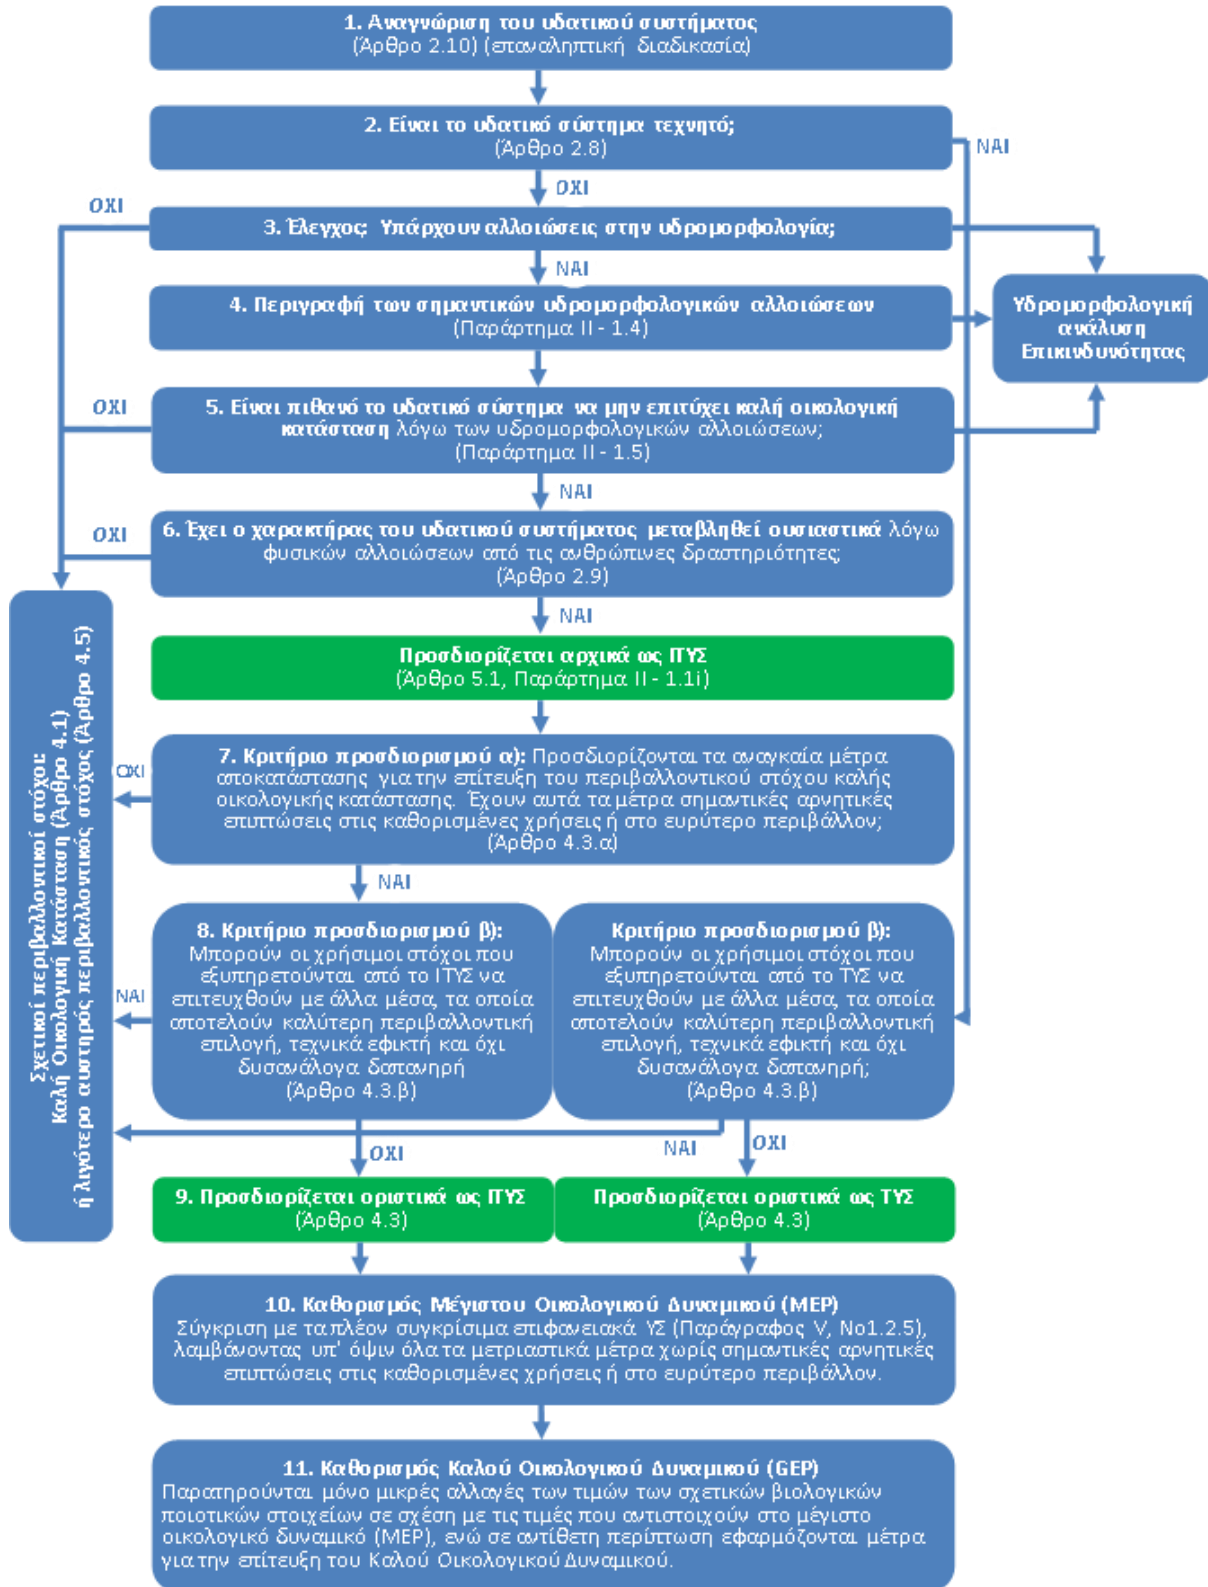 1. Αναγνώριση του υδατικού συστήματος
(Άρθρο 2.10) (επαναληπτική διαδικασία)
2. Είναι το υδατικό σύστημα τεχνητό;
(Άρθρο 2.8)
ΝΑΙ
ΟΧΙ
ΟΧΙ
3. Έλεγχος: Υπάρχουν αλλοιώσεις στην υδρομορφολογία;
ΝΑΙ
4. Περιγραφή των σημαντικών υδρομορφολογικών αλλοιώσεων
(Παράρτημα II - 1.4)
Υδρομορφολογική
ανάλυση
Επικινδυνότητας
ΟΧΙ
5. Είναι πιθανό το υδατικό σύστημα να μην επιτύχει καλή οικολογική
κατάσταση λόγω των υδρομορφολογικών αλλοιώσεων;
(Παράρτημα II - 1.5)
ΝΑΙ
ΟΧΙ
6. Έχει ο χαρακτήρας του υδατικού συστήματος μεταβληθεί ουσιαστικά λόγω
φυσικών αλλοιώσεων από τις ανθρώπινες δραστηριότητες;
(Άρθρο 2.9)
ΝΑΙ
Προσδιορίζεται αρχικά ως ΙΤΥΣ
(Άρθρο 5.1, Παράρτημα II - 1.1i)
Σχετικοί περιβαλλοντικοί στόχοι:
Καλή Οικολογική Κατάσταση (Άρθρο 4.1)
ή λιγότερο αυστηρός περιβαλλοντικός στόχος (Άρθρο 4.5)
ΟΧΙ
7. Κριτήριο προσδιορισμού α): Προσδιορίζονται τα αναγκαία μέτρα
αποκατάστασης για την επίτευξη του περιβαλλοντικού στόχου καλής
οικολογικής κατάστασης. Έχουν αυτά τα μέτρα σημαντικές αρνητικές
επιπτώσεις στις καθορισμένες χρήσεις ή στο ευρύτερο περιβάλλον;
(Άρθρο 4.3.α)
ΝΑΙ
8. Κριτήριο προσδιορισμού β):
Μπορούν οι χρήσιμοι στόχοι που
εξυπηρετούνται από το ΙΤΥΣ να
επιτευχθούν με άλλα μέσα, τα οποία
αποτελούν καλύτερη περιβαλλοντική
επιλογή, τεχνικά εφικτή και όχι
δυσανάλογα δαπανηρή
(Άρθρο 4.3.β)
ΝΑΙ
Κριτήριο προσδιορισμού β):
Μπορούν οι χρήσιμοι στόχοι που
εξυπηρετούνται από το ΤΥΣ να
επιτευχθούν με άλλα μέσα, τα οποία
αποτελούν καλύτερη περιβαλλοντική
επιλογή, τεχνικά εφικτή και όχι
δυσανάλογα δαπανηρή;
(Άρθρο 4.3.β)
ΟΧΙ
ΝΑΙ
ΟΧΙ
9. Προσδιορίζεται οριστικά ως ΙΤΥΣ
(Άρθρο 4.3)
Προσδιορίζεται οριστικά ως ΤΥΣ
(Άρθρο 4.3)
10. Καθορισμός Μέγιστου Οικολογικού Δυναμικού (MEP)
Σύγκριση με τα πλέον συγκρίσιμα επιφανειακά ΥΣ (Παράγραφος V, Νο1.2.5),
λαμβάνοντας υπ' όψιν όλα τα μετριαστικά μέτρα χωρίς σημαντικές αρνητικές
επιπτώσεις στις καθορισμένες χρήσεις ή στο ευρύτερο περιβάλλον.
11. Καθορισμός Καλού Οικολογικού Δυναμικού (GEP)
Παρατηρούνται μόνο μικρές αλλαγές των τιμών των σχετικών βιολογικών
ποιοτικών στοιχείων σε σχέση με τις τιμές που αντιστοιχούν στο μέγιστο
οικολογικό δυναμικό (MEP), ενώ σε αντίθετη περίπτωση εφαρμόζονται μέτρα
για την επίτευξη του Καλού Οικολογικού Δυναμικού.